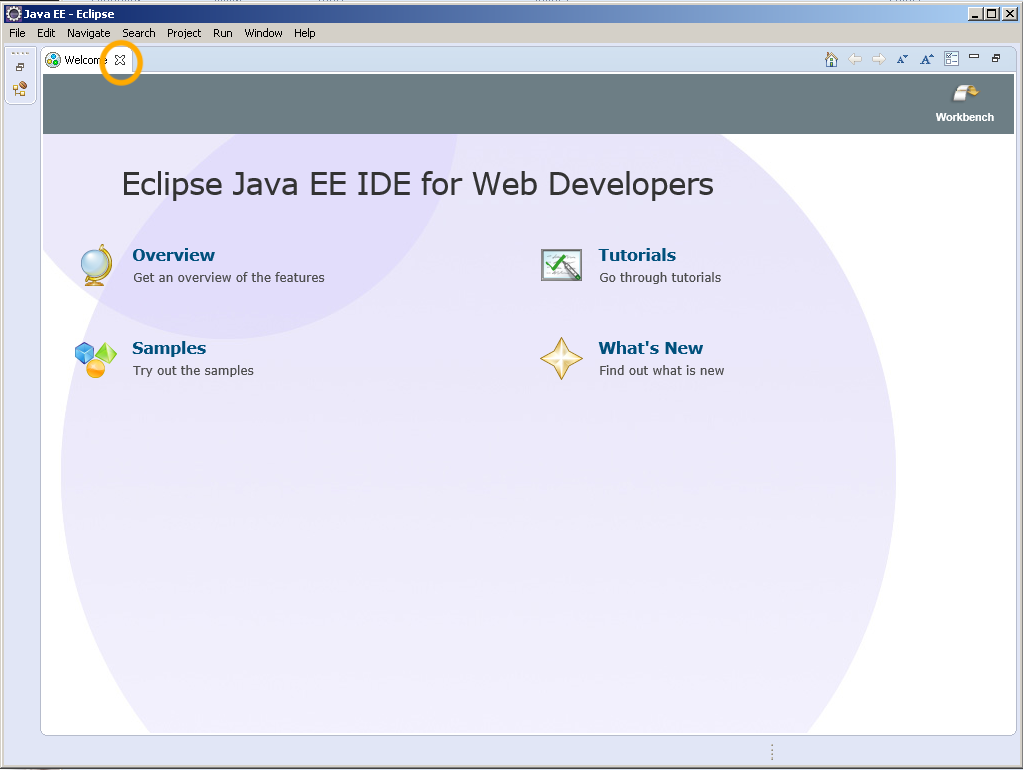 Java EE - Eclipse
File Edit Navigate Search Project Run Window Help
Welcome
Workbench
Eclipse Java EE IDE for Web Developers
Overview
Get an overview of the features
Tutorials
Go through tutorials
Samples
Try out the samples
What's New
Find out what is new